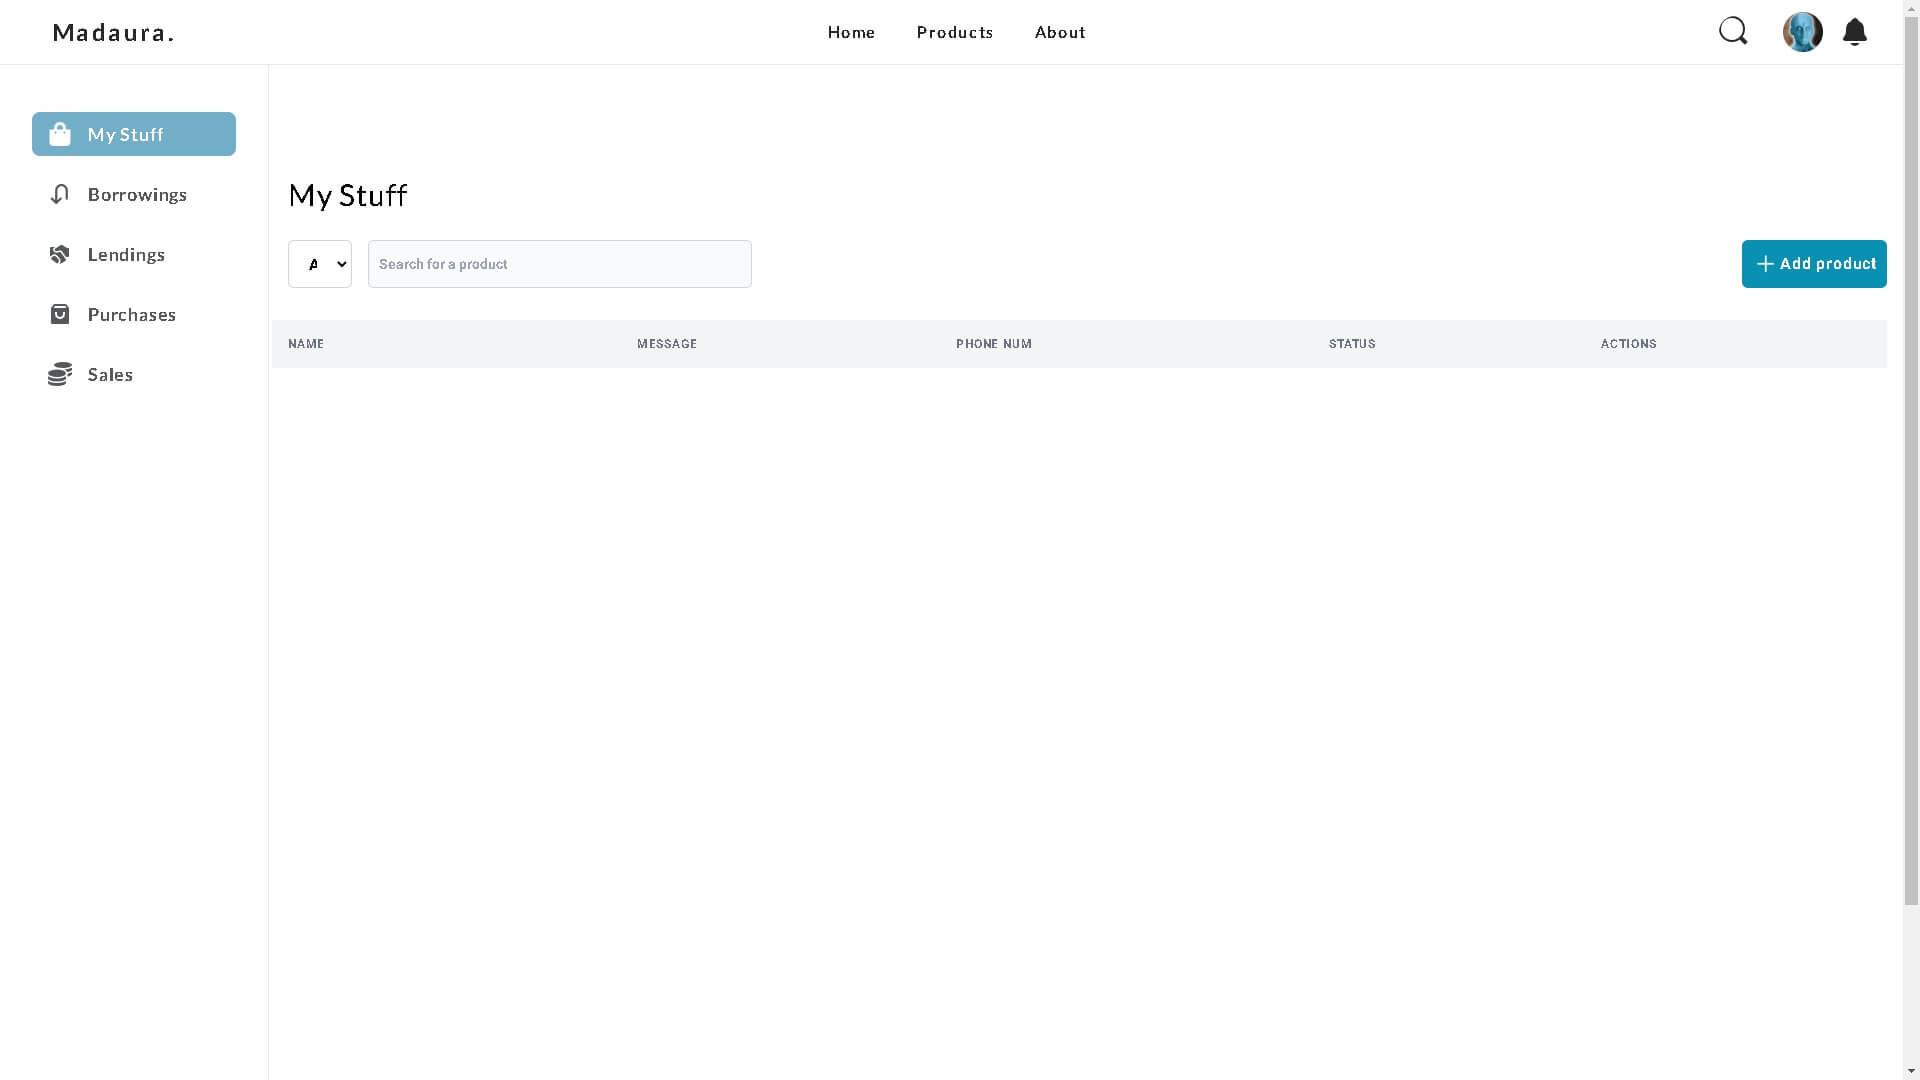 Madaura.
Home
Products
About
My Stuff
Borrowings
Lendings
Purchases
Sales
My Stuff
Search for a product
Add product
NAME MESSAGE PHONE NUM STATUS ACTIONS